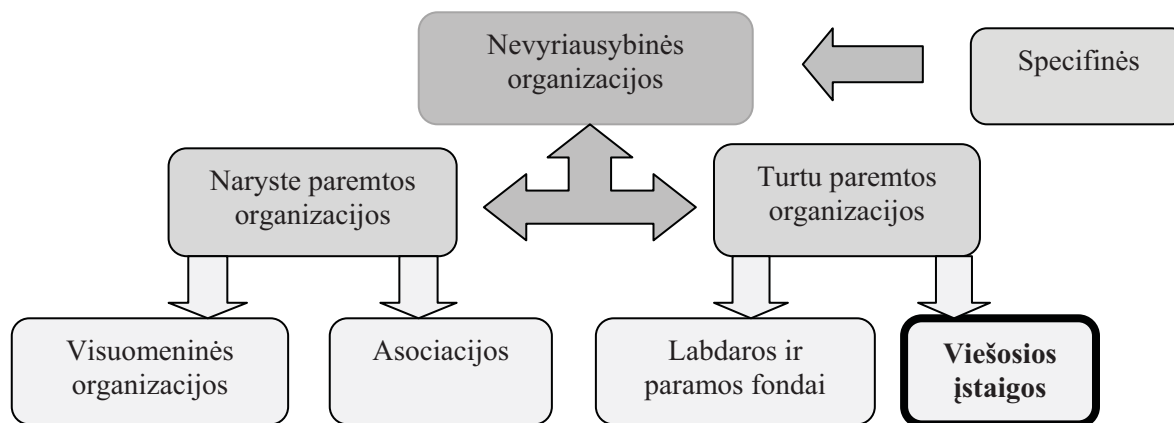 Nevyriausybinės
organizacijos
Specifinės
Naryste paremtos
organizacijos
Turtu paremtos
organizacijos
Visuomeninės
organizacijos
Asociacijos
Labdaros ir
paramos fondai
Viešosios
įstaigos